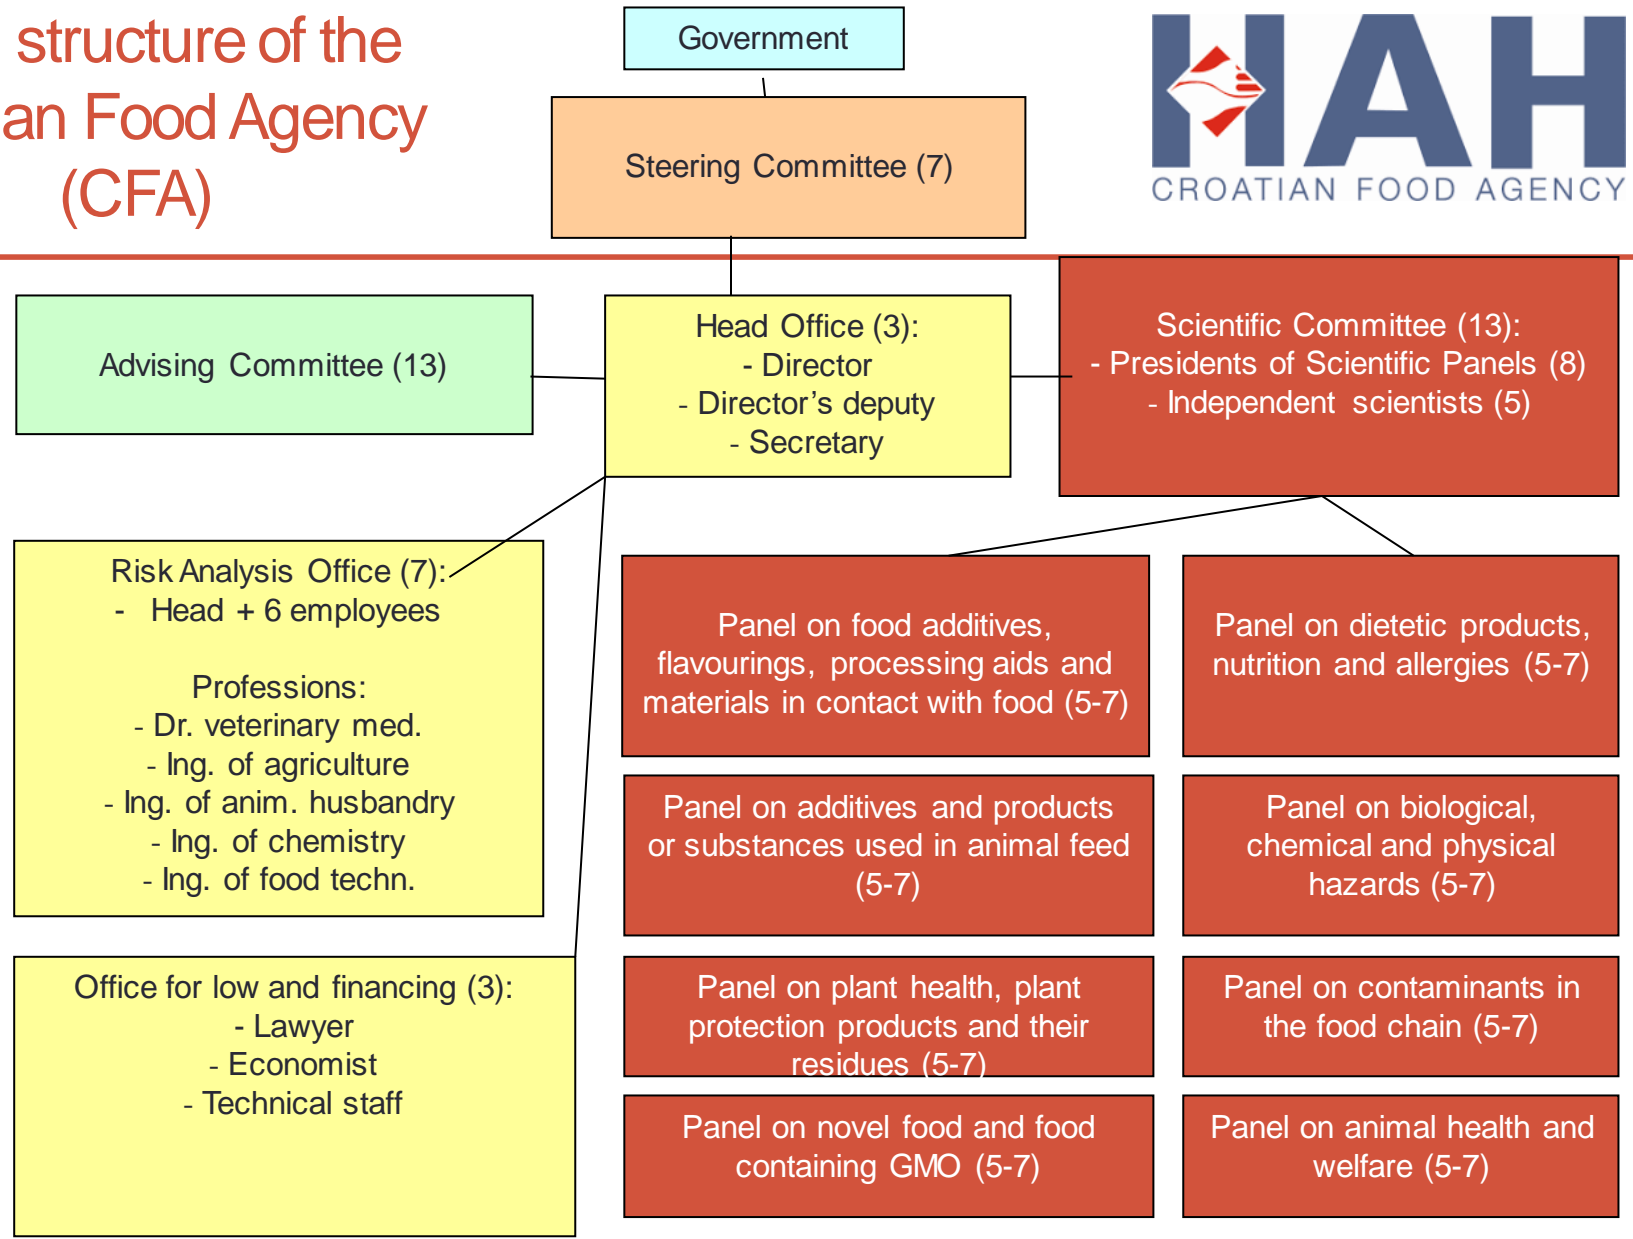 structure of the
an Food Agency
(CFA)
Government
Steering Committee (7)
HAH
CROATIAN FOOD AGENCY
Advising Committee (13)
Head Office (3):
- Director
- Director's deputy
- Secretary
Scientific Committee (13):
- Presidents of Scientific Panels (8)
- Independent scientists (5)
Risk Analysis Office (7):
- Head + 6 employees
Professions:
- Dr. veterinary med.
- Ing. of agriculture
- Ing. of anim. husbandry
- Ing. of chemistry
- Ing. of food techn.
Office for low and financing (3):
- Lawyer
- Economist
- Technical staff
Panel on food additives,
flavourings, processing aids and
materials in contact with food (5-7)
Panel on dietetic products,
nutrition and allergies (5-7)
Panel on additives and products
or substances used in animal feed
(5-7)
Panel on biological,
chemical and physical
hazards (5-7)
Panel on plant health, plant
protection products and their
residues (5-7)
Panel on contaminants in
the food chain (5-7)
Panel on novel food and food
containing GMO (5-7)
Panel on animal health and
welfare (5-7)